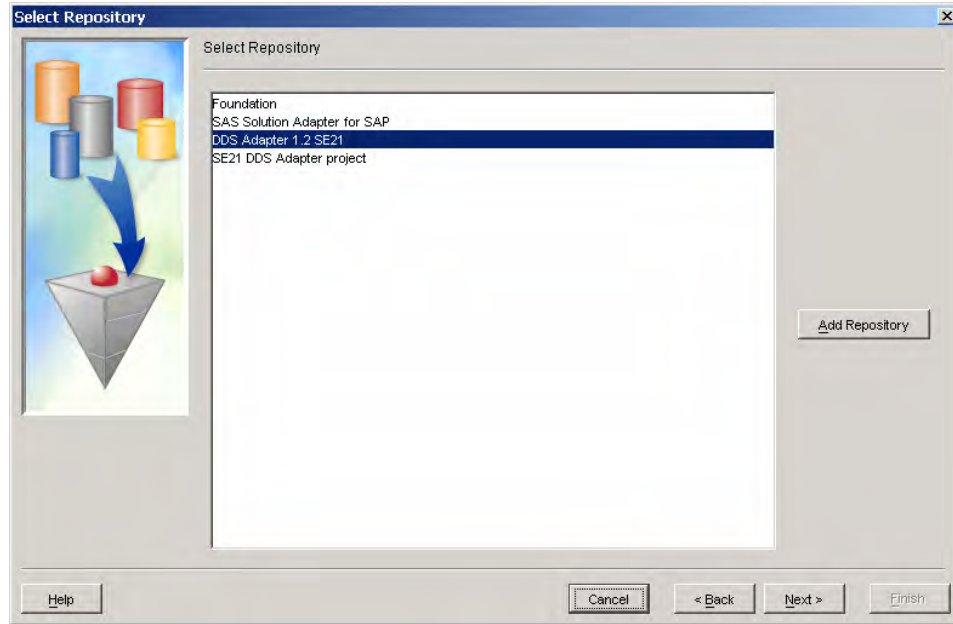 Select Repository
Select Repository
Foundation
SAS Solution Adapter for SAP
DDS Adapter 1.2 SE21
SE21 DDS Adapter project
Add Repository
Help
Cancel
< Back
Next >
Finish